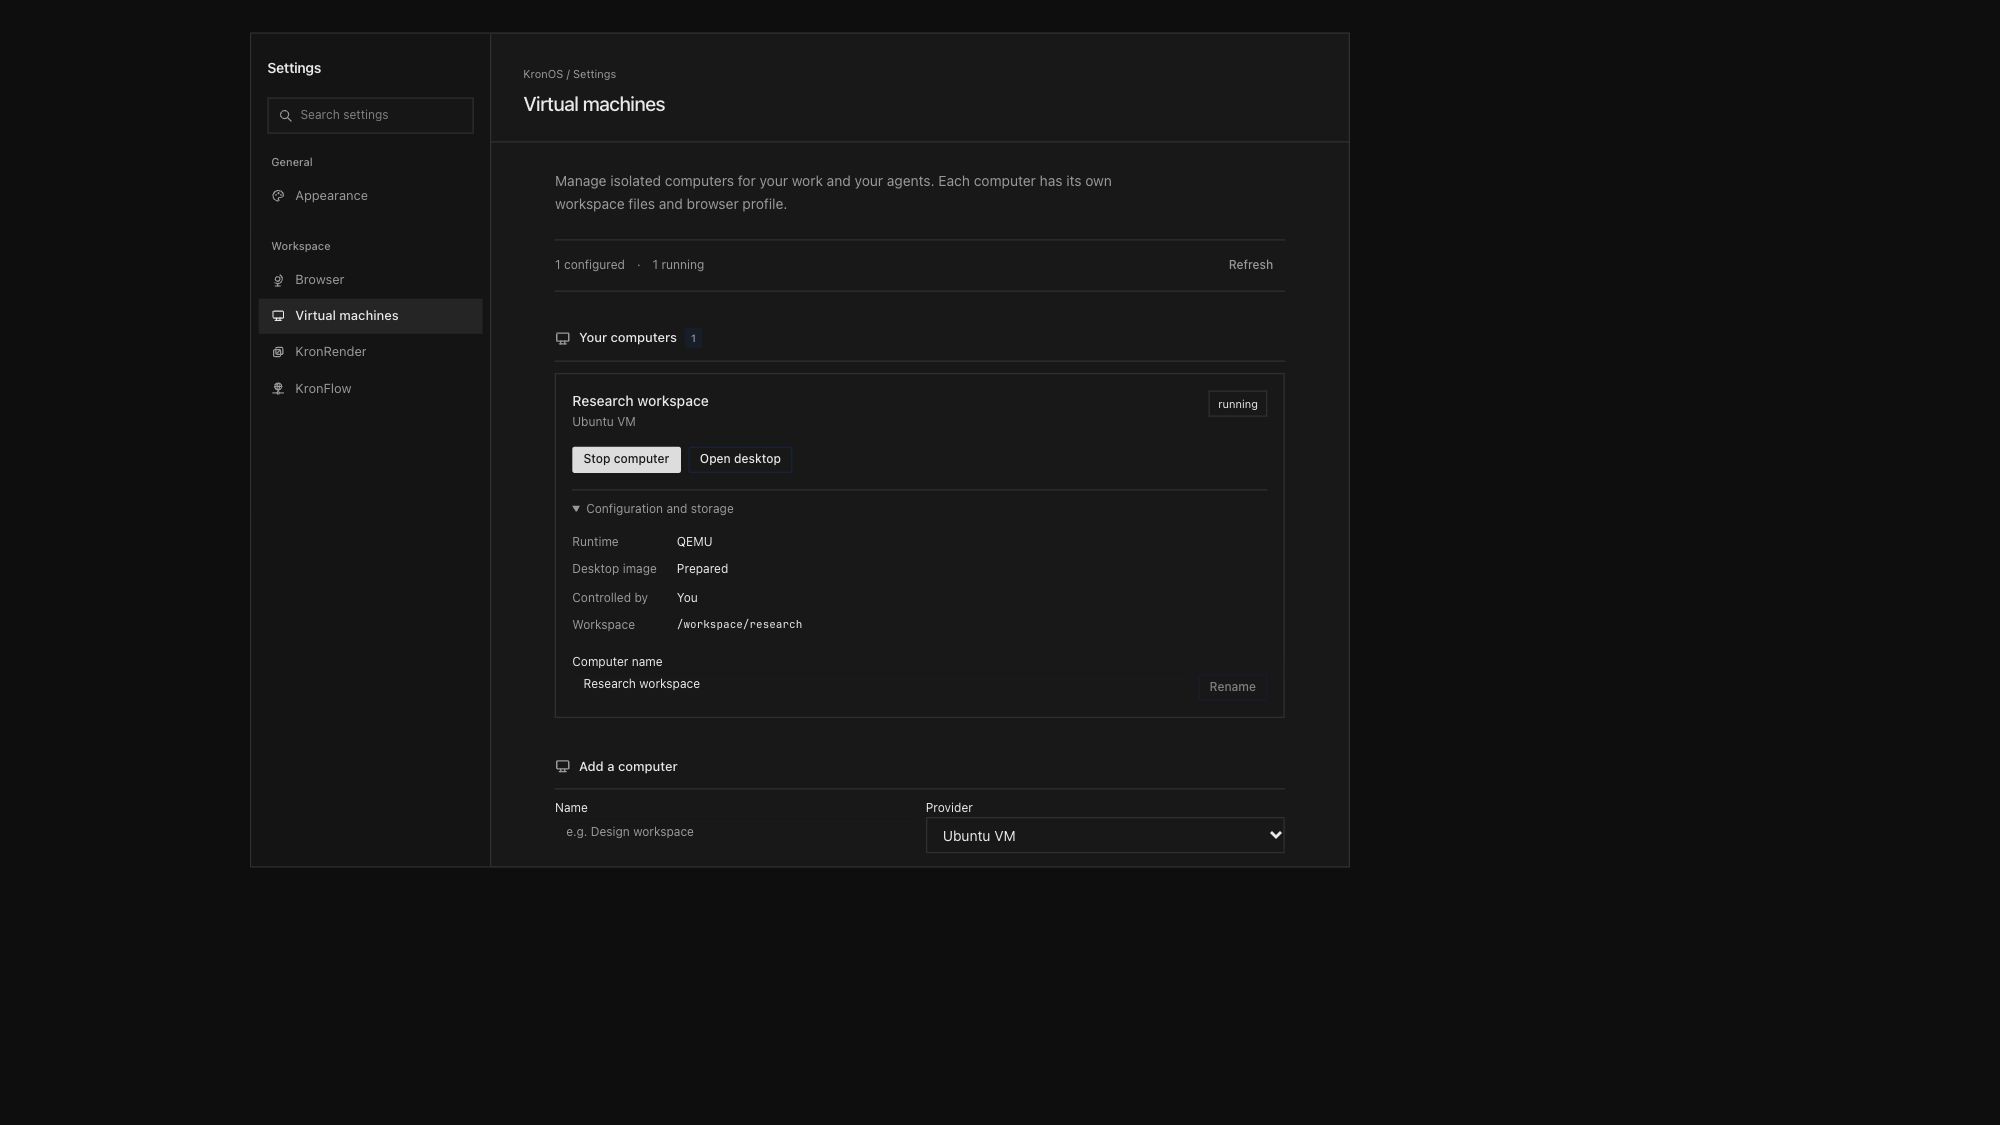 Settings
Search settings
General
Appearance
Workspace
Browser
Virtual machines
KronRender
KronFlow
KronOS / Settings
Virtual machines
Manage isolated computers for your work and your agents. Each computer has its own
workspace files and browser profile.
1 configured · 1 running
Refresh
Your computers 1
Research workspace
running
Ubuntu VM
Stop computer
Open desktop
Configuration and storage
Runtime QEMU
Desktop image Prepared
Controlled by You
Workspace /workspace/research
Computer name
Research workspace
Rename
Add a computer
Name
e.g. Design workspace
Provider
Ubuntu VM